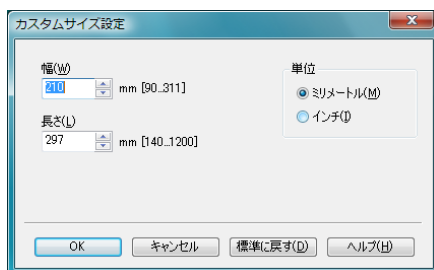 カスタムサイズ設定
幅(W)
210 mm [90..311]
長さ(L)
297 mm [140..1200]
単位
ミリメートル(M)
インチ(I)
OK キャンセル 標準に戻す(D) ヘルプ(H)